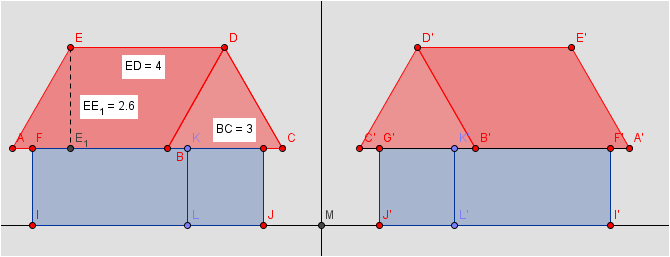 E D D' E'
ED = 4
EE₁ = 2.6
BC = 3
A F E₁ B K C C' G' K' B' F' A'
I L J M J' L' I'